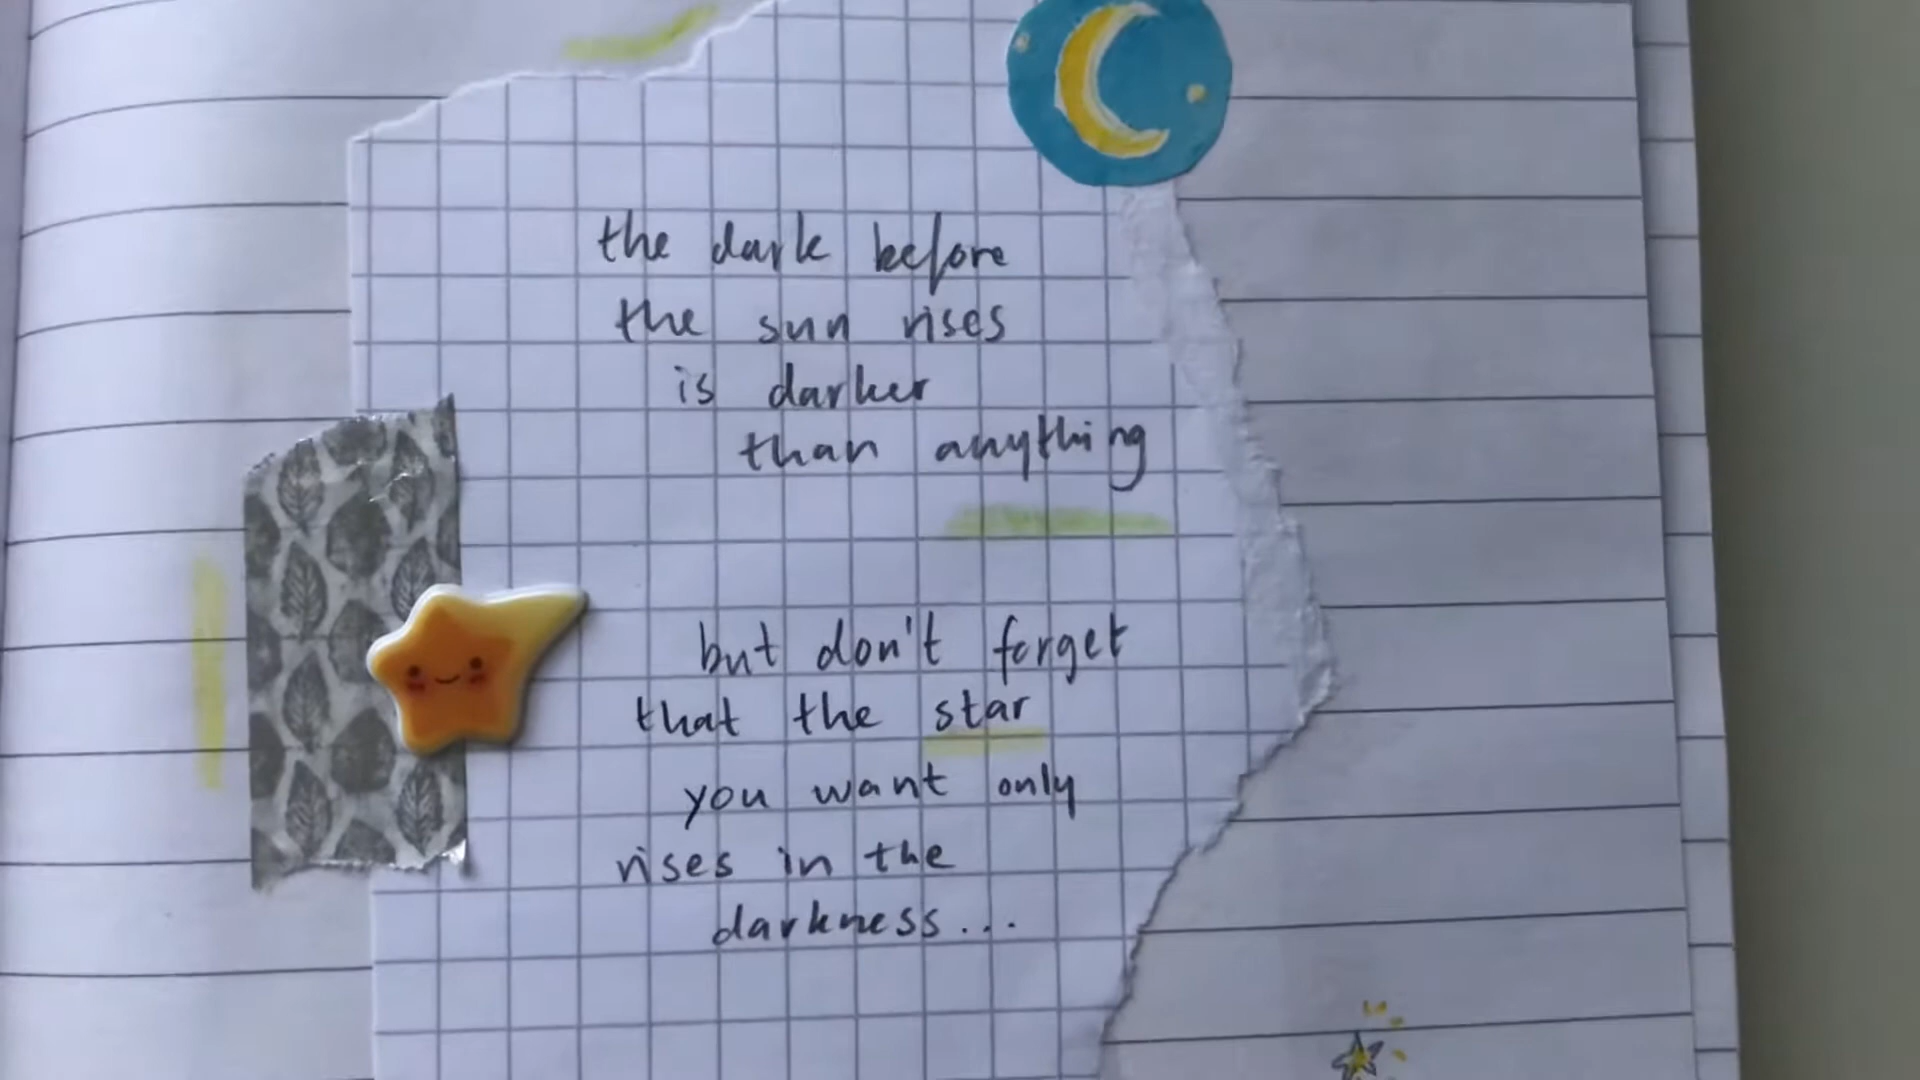 the dark before
the sun rises
is darker
than anything
but don't forget
that the star
you want only
rises in the
darkness...